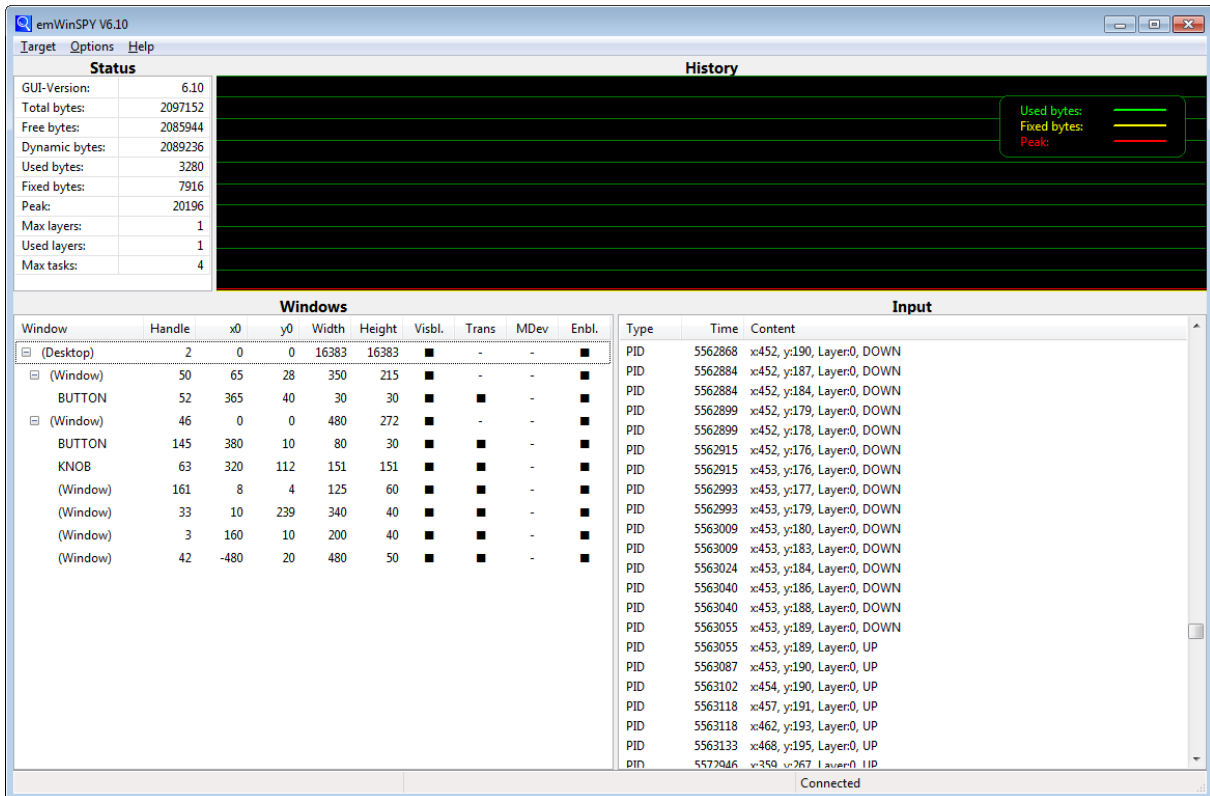 emWinSPY V6.10
Target Options Help
Status
GUI-Version: 6.10
Total bytes: 2097152
Free bytes: 2085944
Dynamic bytes: 2089236
Used bytes: 3280
Fixed bytes: 7916
Peak: 20196
Max layers: 1
Used layers: 1
Max tasks: 4
History
Used bytes:
Fixed bytes:
Peak:
Windows
Window Handle x0 y0 Width Height Visbl. Trans MDev Enbl.
(Desktop) 2 0 0 16383 16383 ■ - - ■
(Window) 50 65 28 350 215 ■ - - ■
BUTTON 52 365 40 30 30 ■ ■ - ■
(Window) 46 0 0 480 272 ■ - - ■
BUTTON 145 380 10 80 30 ■ ■ - ■
KNOB 63 320 112 151 151 ■ ■ - ■
(Window) 161 8 4 125 60 ■ ■ - ■
(Window) 33 10 239 340 40 ■ ■ - ■
(Window) 3 160 10 200 40 ■ ■ - ■
(Window) 42 -480 20 480 50 ■ ■ - ■
Input
Type Time Content
PID 5562868 x:452, y:190, Layer:0, DOWN
PID 5562884 x:452, y:187, Layer:0, DOWN
PID 5562884 x:452, y:184, Layer:0, DOWN
PID 5562899 x:452, y:179, Layer:0, DOWN
PID 5562899 x:452, y:178, Layer:0, DOWN
PID 5562915 x:452, y:176, Layer:0, DOWN
PID 5562915 x:453, y:176, Layer:0, DOWN
PID 5562993 x:453, y:177, Layer:0, DOWN
PID 5562993 x:453, y:179, Layer:0, DOWN
PID 5563009 x:453, y:180, Layer:0, DOWN
PID 5563009 x:453, y:183, Layer:0, DOWN
PID 5563024 x:453, y:184, Layer:0, DOWN
PID 5563040 x:453, y:186, Layer:0, DOWN
PID 5563040 x:453, y:188, Layer:0, DOWN
PID 5563055 x:453, y:189, Layer:0, DOWN
PID 5563055 x:453, y:189, Layer:0, UP
PID 5563087 x:453, y:190, Layer:0, UP
PID 5563102 x:454, y:190, Layer:0, UP
PID 5563118 x:457, y:191, Layer:0, UP
PID 5563118 x:462, y:193, Layer:0, UP
PID 5563133 x:468, y:195, Layer:0, UP
PID 5572946 x:359, y:267, Layer:0, UP
Connected